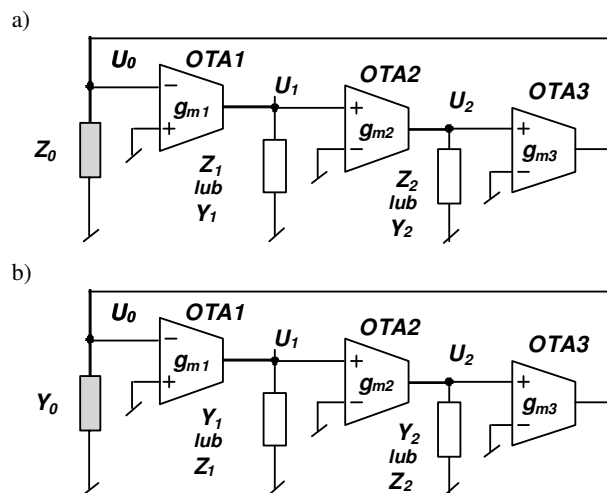 a)
U0 OTA1 U1 OTA2 U2 OTA3
− gm1 +
+ gm2 −
+ gm3 −
Z0
Z1
lub
Y1
Z2
lub
Y2
b)
U0 OTA1 U1 OTA2 U2 OTA3
− gm1 +
+ gm2 −
+ gm3 −
Y0
Y1
lub
Z1
Y2
lub
Z2